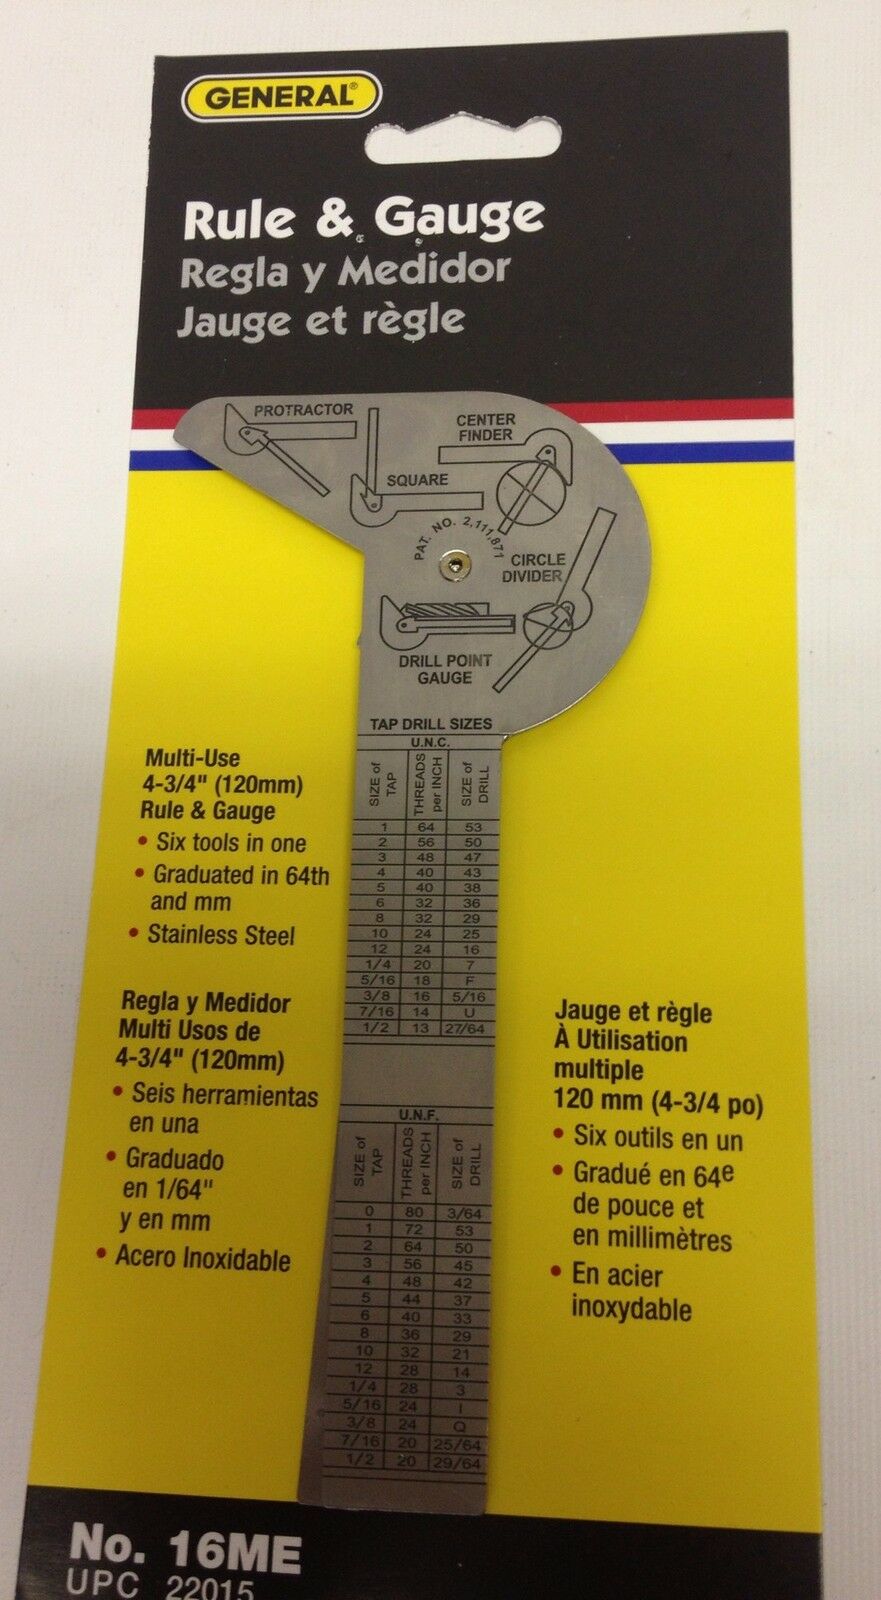 GENERAL®
Rule & Gauge
Regla y Medidor
Jauge et règle
PROTRACTOR
CENTER
FINDER
SQUARE
PAT. NO. 2,111,871
CIRCLE
DIVIDER
DRILL POINT
GAUGE
TAP DRILL SIZES
U.N.C.
SIZE of TAP THREADS per INCH SIZE of DRILL
1 64 53
2 56 50
3 48 47
4 40 43
5 40 38
6 32 36
8 32 29
10 24 25
12 24 16
1/4 20 7
5/16 18 F
3/8 16 5/16
7/16 14 U
1/2 13 27/64
U.N.F.
SIZE of TAP THREADS per INCH SIZE of DRILL
0 80 3/64
1 72 53
2 64 50
3 56 45
4 48 42
5 44 37
6 40 33
8 36 29
10 32 21
12 28 14
1/4 28 3
5/16 24 I
3/8 24 Q
7/16 20 25/64
1/2 20 29/64
Multi-Use
4-3/4" (120mm)
Rule & Gauge
• Six tools in one
• Graduated in 64th
and mm
• Stainless Steel
Regla y Medidor
Multi Usos de
4-3/4" (120mm)
• Seis herramientas
en una
• Graduado
en 1/64"
y en mm
• Acero Inoxidable
Jauge et règle
À Utilisation
multiple
120 mm (4-3/4 po)
• Six outils en un
• Gradué en 64e
de pouce et
en millimètres
• En acier
inoxydable
No. 16ME
UPC 22015